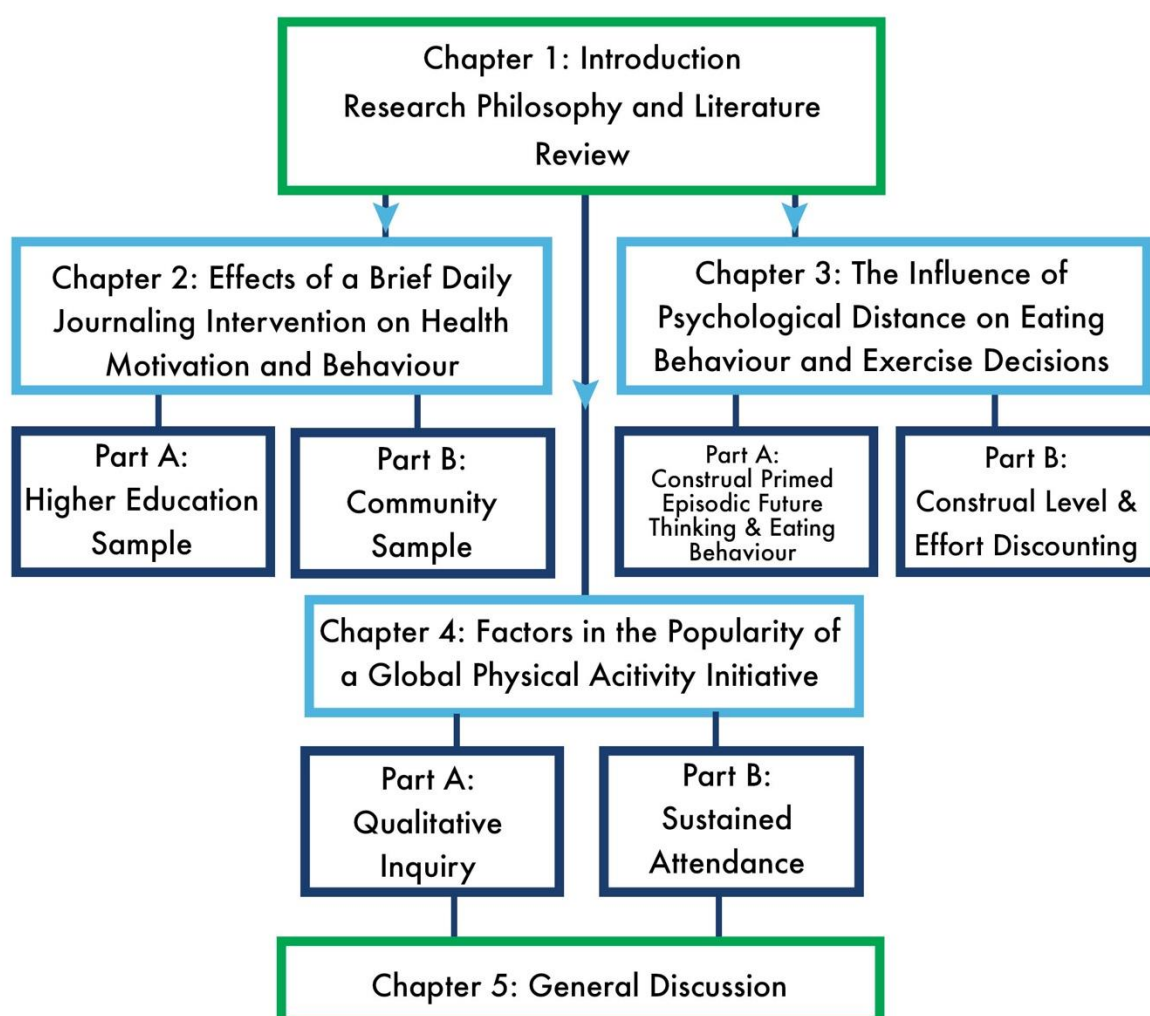 Chapter 1: Introduction
Research Philosophy and Literature
Review
Chapter 2: Effects of a Brief Daily
Journaling Intervention on Health
Motivation and Behaviour
Chapter 3: The Influence of
Psychological Distance on Eating
Behaviour and Exercise Decisions
Part A:
Higher Education
Sample
Part B:
Community
Sample
Part A:
Construal Primed
Episodic Future
Thinking & Eating
Behaviour
Part B:
Construal Level &
Effort Discounting
Chapter 4: Factors in the Popularity of
a Global Physical Acitivity Initiative
Part A:
Qualitative
Inquiry
Part B:
Sustained
Attendance
Chapter 5: General Discussion